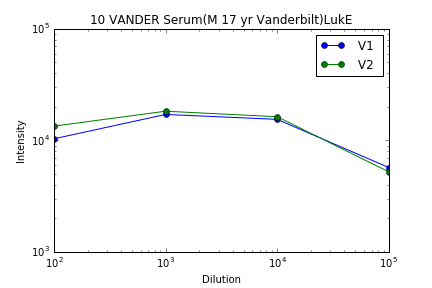 10 VANDER Serum(M 17 yr Vanderbilt)LukE
10^5
V1
V2
Intensity
10^4
10^3
10^2
10^3
10^4
10^5
Dilution